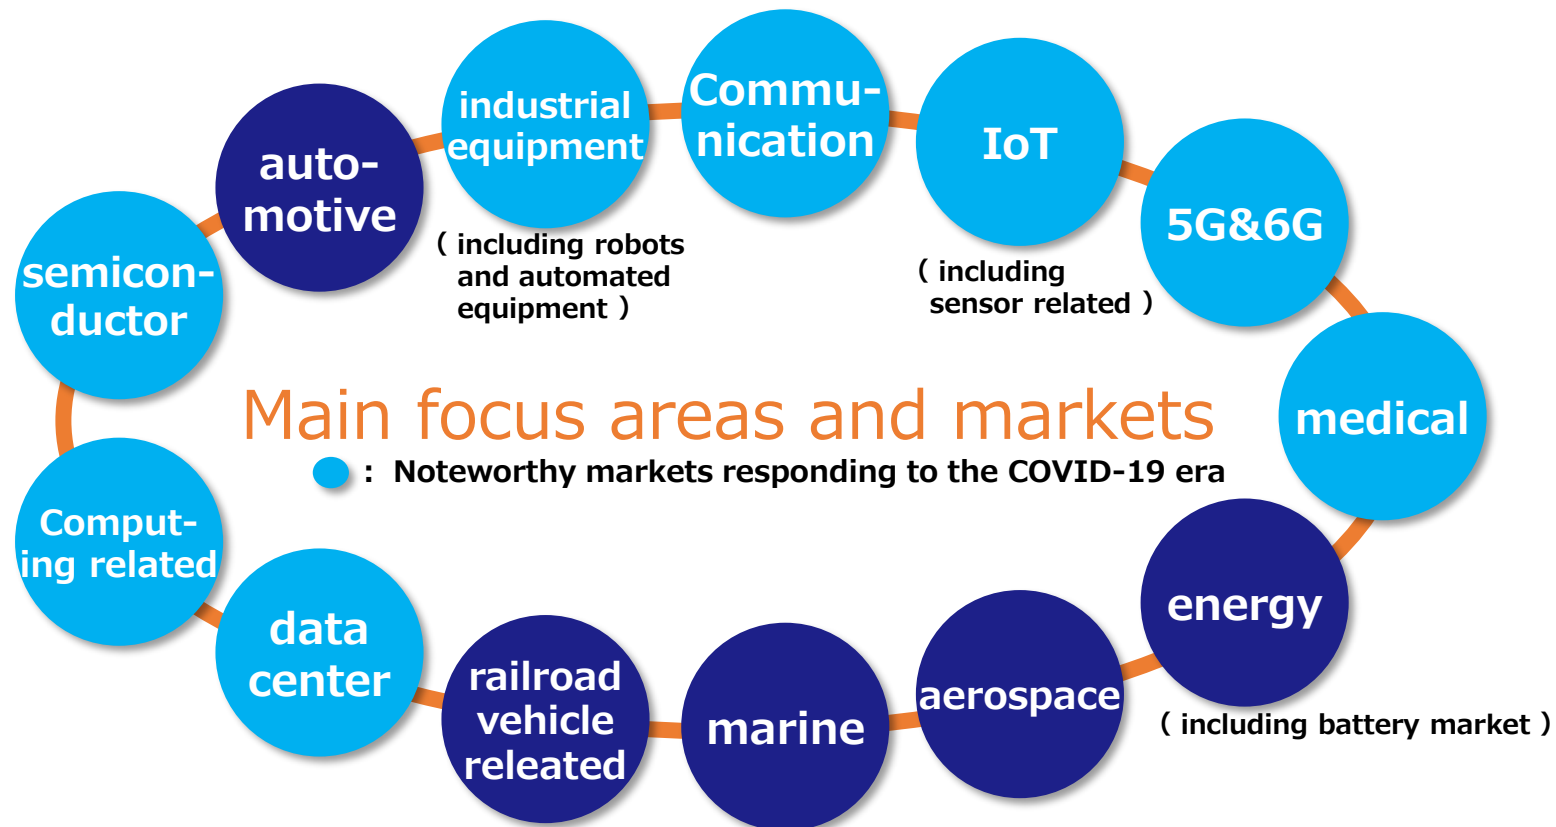 industrial
equipment
( including robots
and automated
equipment )
Commu-
nication
IoT
( including
sensor related )
5G&6G
auto-
motive
semicon-
ductor
medical
Main focus areas and markets
: Noteworthy markets responding to the COVID-19 era
Comput-
ing related
data
center
railroad
vehicle
releated
marine
aerospace
energy
( including battery market )